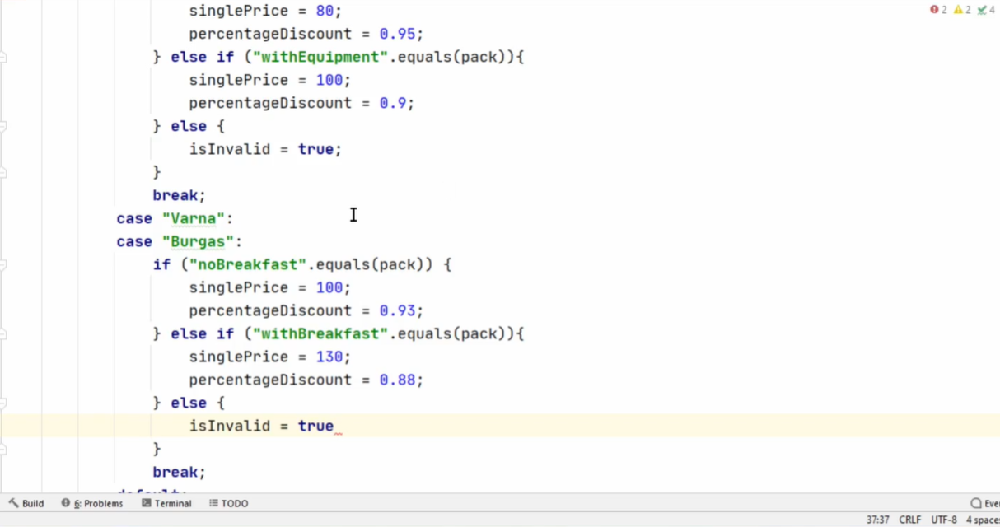 singlePrice = 80;
2 2 4
percentageDiscount = 0.95;
} else if ("withEquipment".equals(pack)){
singlePrice = 100;
percentageDiscount = 0.9;
} else {
isInvalid = true;
}
break;
case "Varna":
case "Burgas":
if ("noBreakfast".equals(pack)) {
singlePrice = 100;
percentageDiscount = 0.93;
} else if ("withBreakfast".equals(pack)){
singlePrice = 130;
percentageDiscount = 0.88;
} else {
isInvalid = true
}
break;
default:
Build 6: Problems Terminal TODO Eve
37:37 CRLF UTF-8 4 space